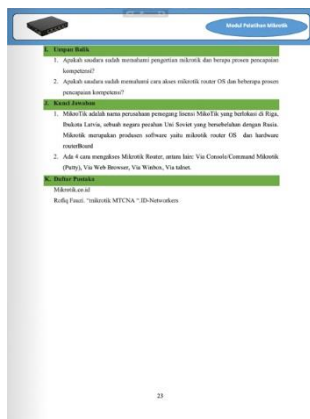 Modul Pelatihan Mikrotik
I. Umpan Balik
1. Apakah saudara sudah memahami pengertian mikrotik dan berapa prosen pencapaian
kompetensi?
2. Apakah saudara sudah memahami cara akses mikrotik router OS dan beberapa prosen
pencapaian kompetensi?
J. Kunci Jawaban
1. MikroTik adalah nama perusahaan pemegang lisensi MikoTik yang berlokasi di Riga,
Ibukota Latvia, sebuah negara pecahan Uni Soviet yang bersebelahan dengan Rusia.
Mikrotik merupakan produsen software yaitu mikrotik router OS dan hardware
routerBoard
2. Ada 4 cara mengakses Mikrotik Router, antara lain: Via Console/Command Mikrotik
(Putty), Via Web Browser, Via Winbox, Via talnet.
K. Daftar Pustaka
Mikrotik.co.id
Rofiq Fauzi. "mikrotik MTCNA ".ID-Networkers
23